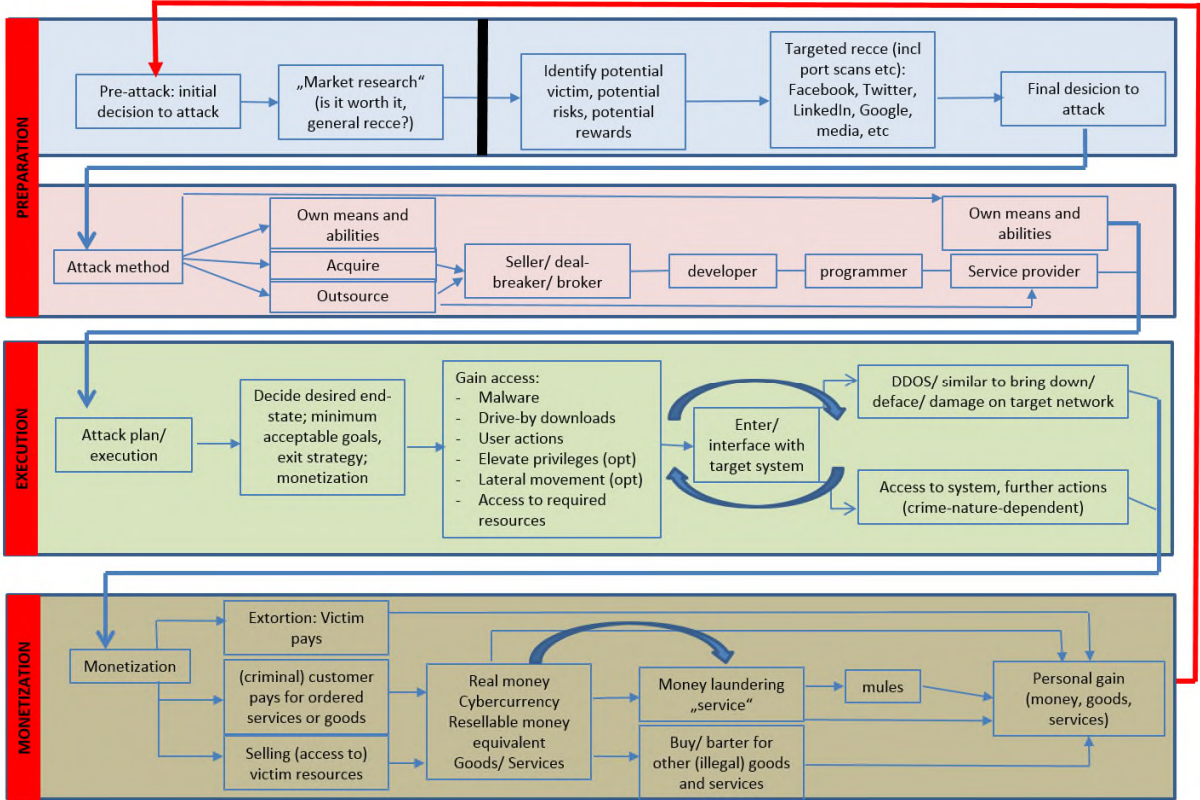 PREPARATION
Pre-attack: initial
decision to attack
„Market research“
(is it worth it,
general recce?)
Identify potential
victim, potential
risks, potential
rewards
Targeted recce (incl
port scans etc):
Facebook, Twitter,
LinkedIn, Google,
media, etc
Final desicion to
attack
Attack method
Own means and
abilities
Acquire
Outsource
Seller/ deal-
breaker/ broker
developer
programmer
Own means and
abilities
Service provider
EXECUTION
Attack plan/
execution
Decide desired end-
state; minimum
acceptable goals,
exit strategy;
monetization
Gain access:
- Malware
- Drive-by downloads
- User actions
- Elevate privileges (opt)
- Lateral movement (opt)
- Access to required
resources
Enter/
interface with
target system
DDOS/ similar to bring down/
deface/ damage on target network
Access to system, further actions
(crime-nature-dependent)
MONETIZATION
Monetization
Extortion: Victim
pays
(criminal) customer
pays for ordered
services or goods
Selling (access to)
victim resources
Real money
Cybercurrency
Resellable money
equivalent
Goods/ Services
Money laundering
„service“
mules
Buy/ barter for
other (illegal) goods
and services
Personal gain
(money, goods,
services)